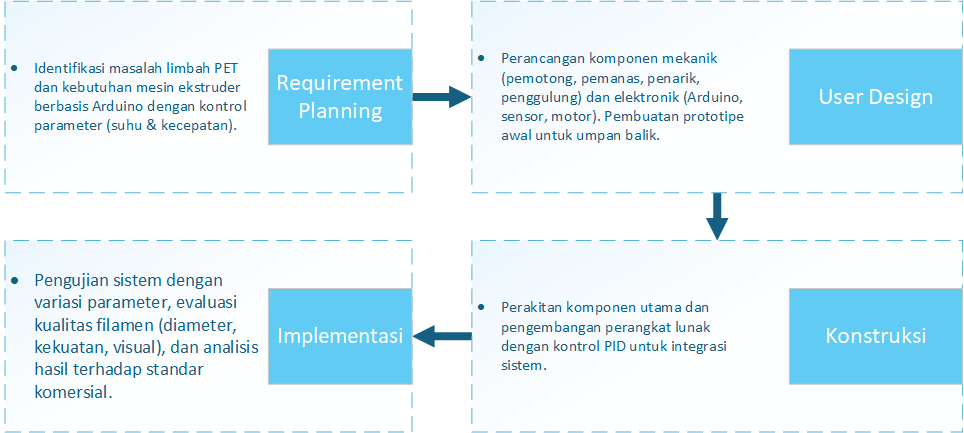 • Identifikasi masalah limbah PET
dan kebutuhan mesin ekstruder
berbasis Arduino dengan kontrol
parameter (suhu & kecepatan).
Requirement
Planning
• Perancangan komponen mekanik
(pemotong, pemanas, penarik,
penggulung) dan elektronik (Arduino,
sensor, motor). Pembuatan prototipe
awal untuk umpan balik.
User Design
• Perakitan komponen utama dan
pengembangan perangkat lunak
dengan kontrol PID untuk integrasi
sistem.
Konstruksi
• Pengujian sistem dengan
variasi parameter, evaluasi
kualitas filamen (diameter,
kekuatan, visual), dan analisis
hasil terhadap standar
komersial.
Implementasi